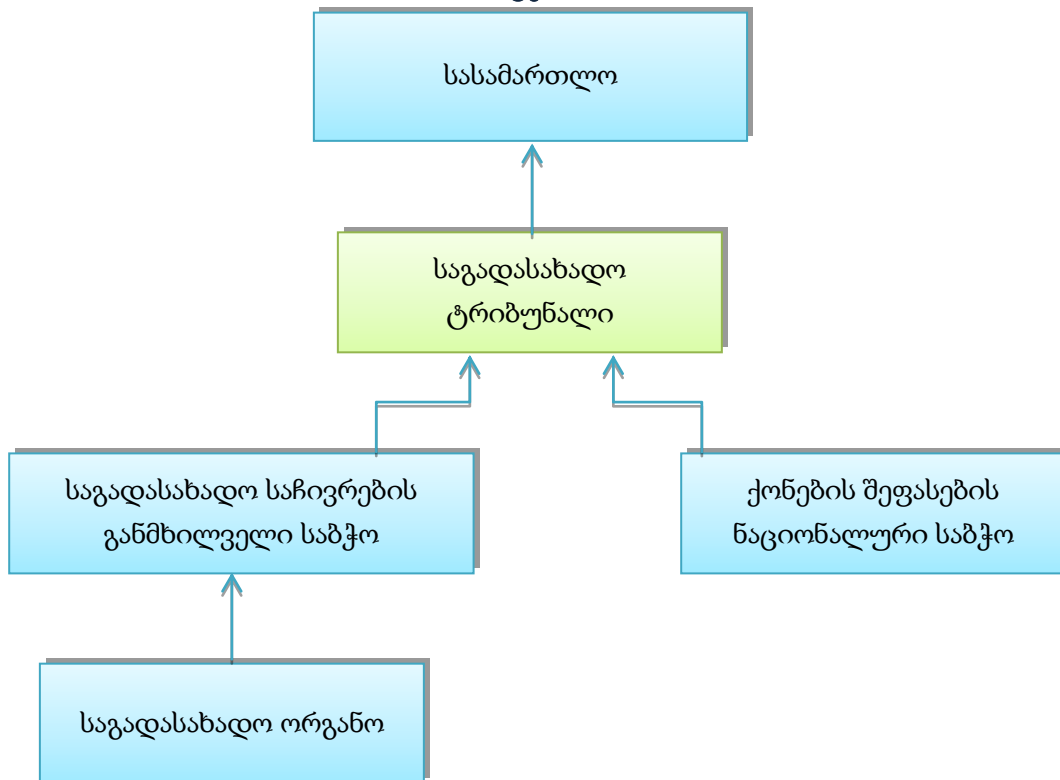 სასამართლო
საგადასახადო
ტრიბუნალი
საგადასახადო საჩივრების
განმხილველი საბჭო
ქონების შეფასების
ნაციონალური საბჭო
საგადასახადო ორგანო